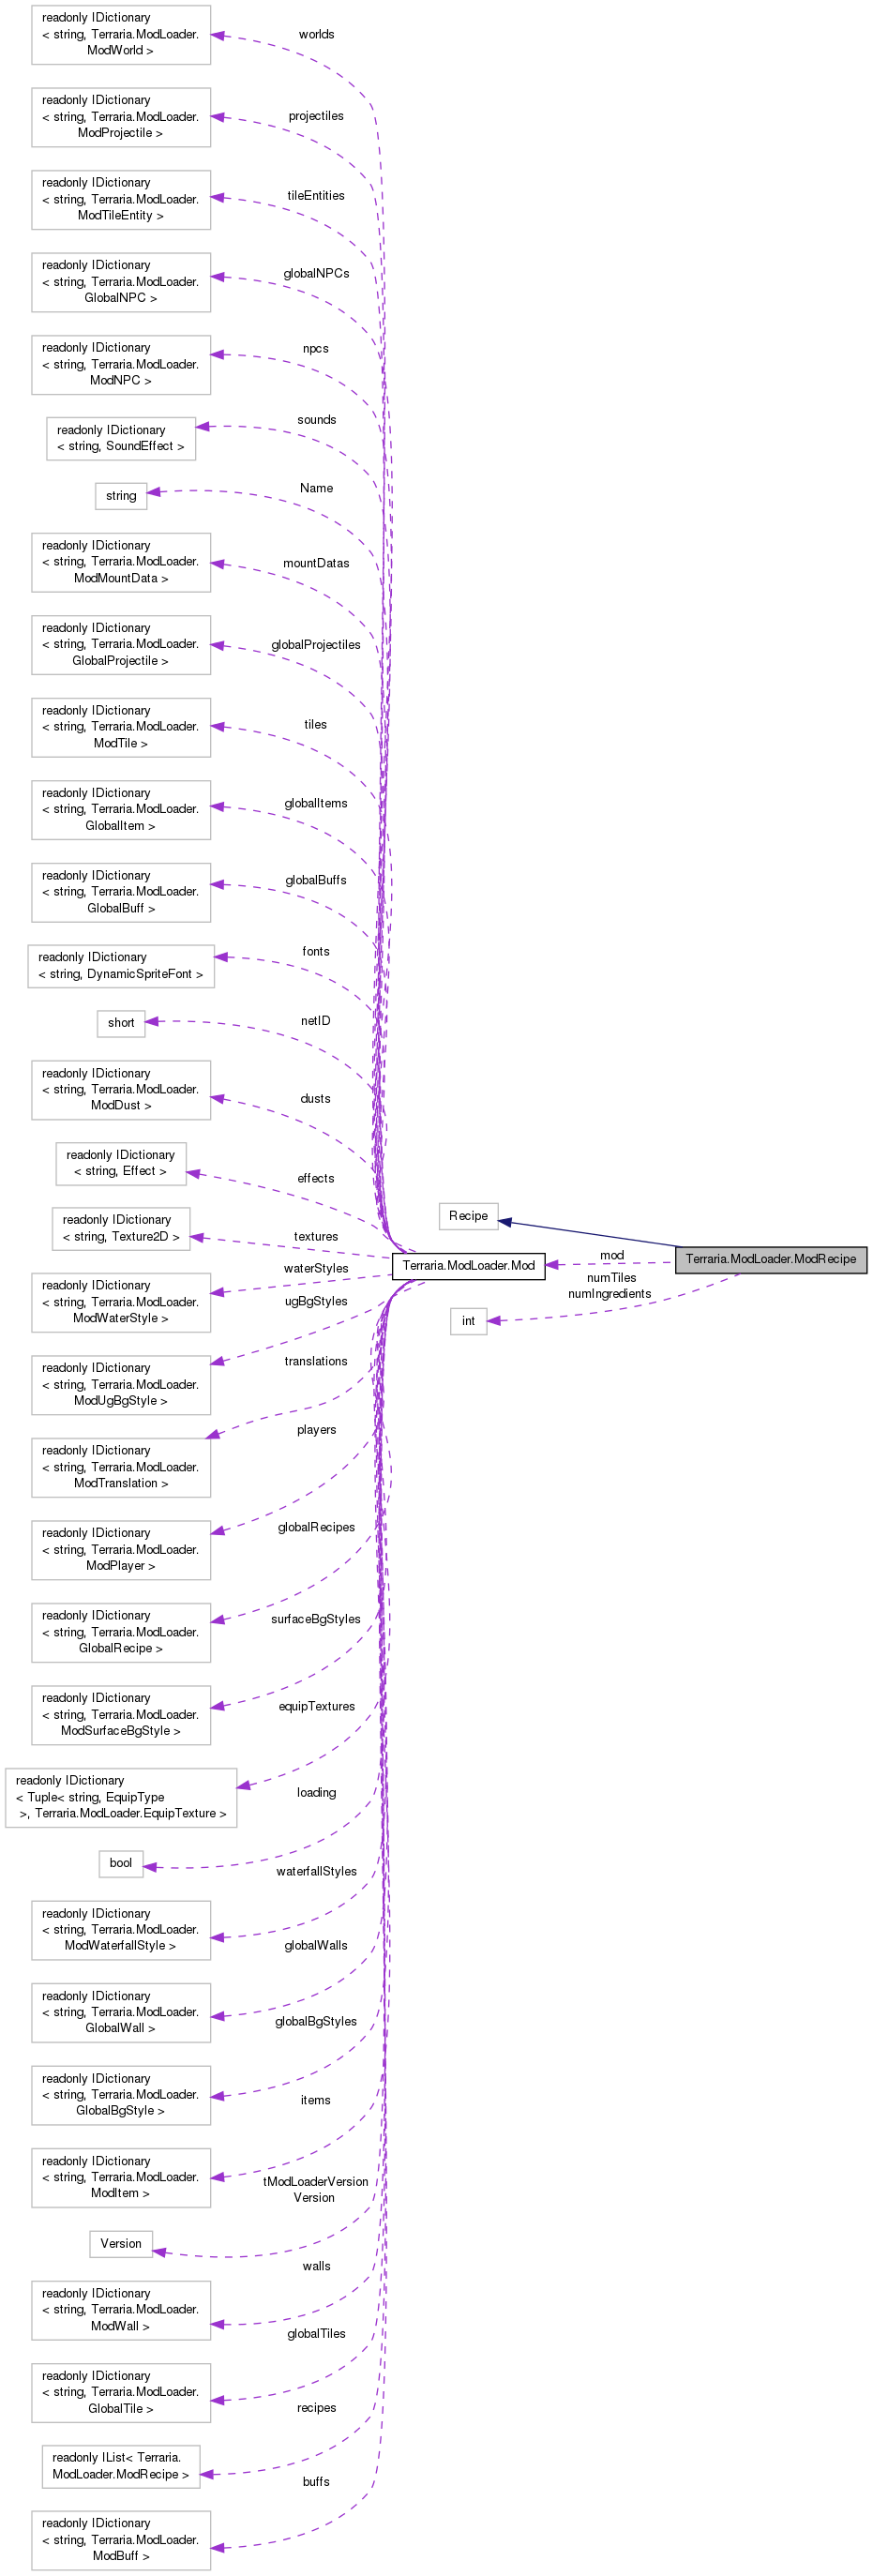 readonly IDictionary
< string, Terraria.ModLoader.
ModWorld >
worlds
readonly IDictionary
< string, Terraria.ModLoader.
ModProjectile >
projectiles
readonly IDictionary
< string, Terraria.ModLoader.
ModTileEntity >
tileEntities
readonly IDictionary
< string, Terraria.ModLoader.
GlobalNPC >
globalNPCs
readonly IDictionary
< string, Terraria.ModLoader.
ModNPC >
npcs
readonly IDictionary
< string, SoundEffect >
sounds
string
Name
readonly IDictionary
< string, Terraria.ModLoader.
ModMountData >
mountDatas
readonly IDictionary
< string, Terraria.ModLoader.
GlobalProjectile >
globalProjectiles
readonly IDictionary
< string, Terraria.ModLoader.
ModTile >
tiles
readonly IDictionary
< string, Terraria.ModLoader.
GlobalItem >
globalItems
readonly IDictionary
< string, Terraria.ModLoader.
GlobalBuff >
globalBuffs
readonly IDictionary
< string, DynamicSpriteFont >
fonts
short
netID
readonly IDictionary
< string, Terraria.ModLoader.
ModDust >
dusts
readonly IDictionary
< string, Effect >
effects
readonly IDictionary
< string, Texture2D >
textures
readonly IDictionary
< string, Terraria.ModLoader.
ModWaterStyle >
waterStyles
Terraria.ModLoader.Mod
Recipe
mod
Terraria.ModLoader.ModRecipe
numTiles
numIngredients
int
readonly IDictionary
< string, Terraria.ModLoader.
ModUgBgStyle >
ugBgStyles
readonly IDictionary
< string, Terraria.ModLoader.
ModTranslation >
translations
readonly IDictionary
< string, Terraria.ModLoader.
ModPlayer >
players
readonly IDictionary
< string, Terraria.ModLoader.
GlobalRecipe >
globalRecipes
readonly IDictionary
< string, Terraria.ModLoader.
ModSurfaceBgStyle >
surfaceBgStyles
readonly IDictionary
< Tuple< string, EquipType
>, Terraria.ModLoader.EquipTexture >
equipTextures
bool
loading
readonly IDictionary
< string, Terraria.ModLoader.
ModWaterfallStyle >
waterfallStyles
readonly IDictionary
< string, Terraria.ModLoader.
GlobalWall >
globalWalls
readonly IDictionary
< string, Terraria.ModLoader.
GlobalBgStyle >
globalBgStyles
readonly IDictionary
< string, Terraria.ModLoader.
ModItem >
items
Version
tModLoaderVersion
Version
readonly IDictionary
< string, Terraria.ModLoader.
ModWall >
walls
readonly IDictionary
< string, Terraria.ModLoader.
GlobalTile >
globalTiles
readonly IList< Terraria.
ModLoader.ModRecipe >
recipes
readonly IDictionary
< string, Terraria.ModLoader.
ModBuff >
buffs